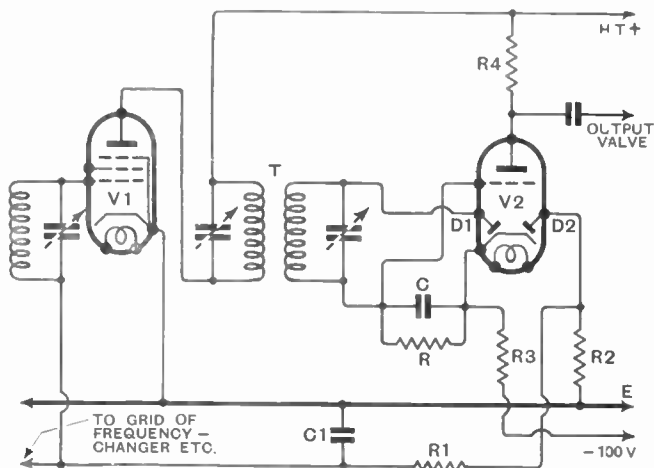 HT+
R4
OUTPUT
VALVE
T
V1
V2
D1
D2
C
R
R3
R2
E
TO GRID OF
FREQUENCY-
CHANGER ETC.
C1
R1
-100 V